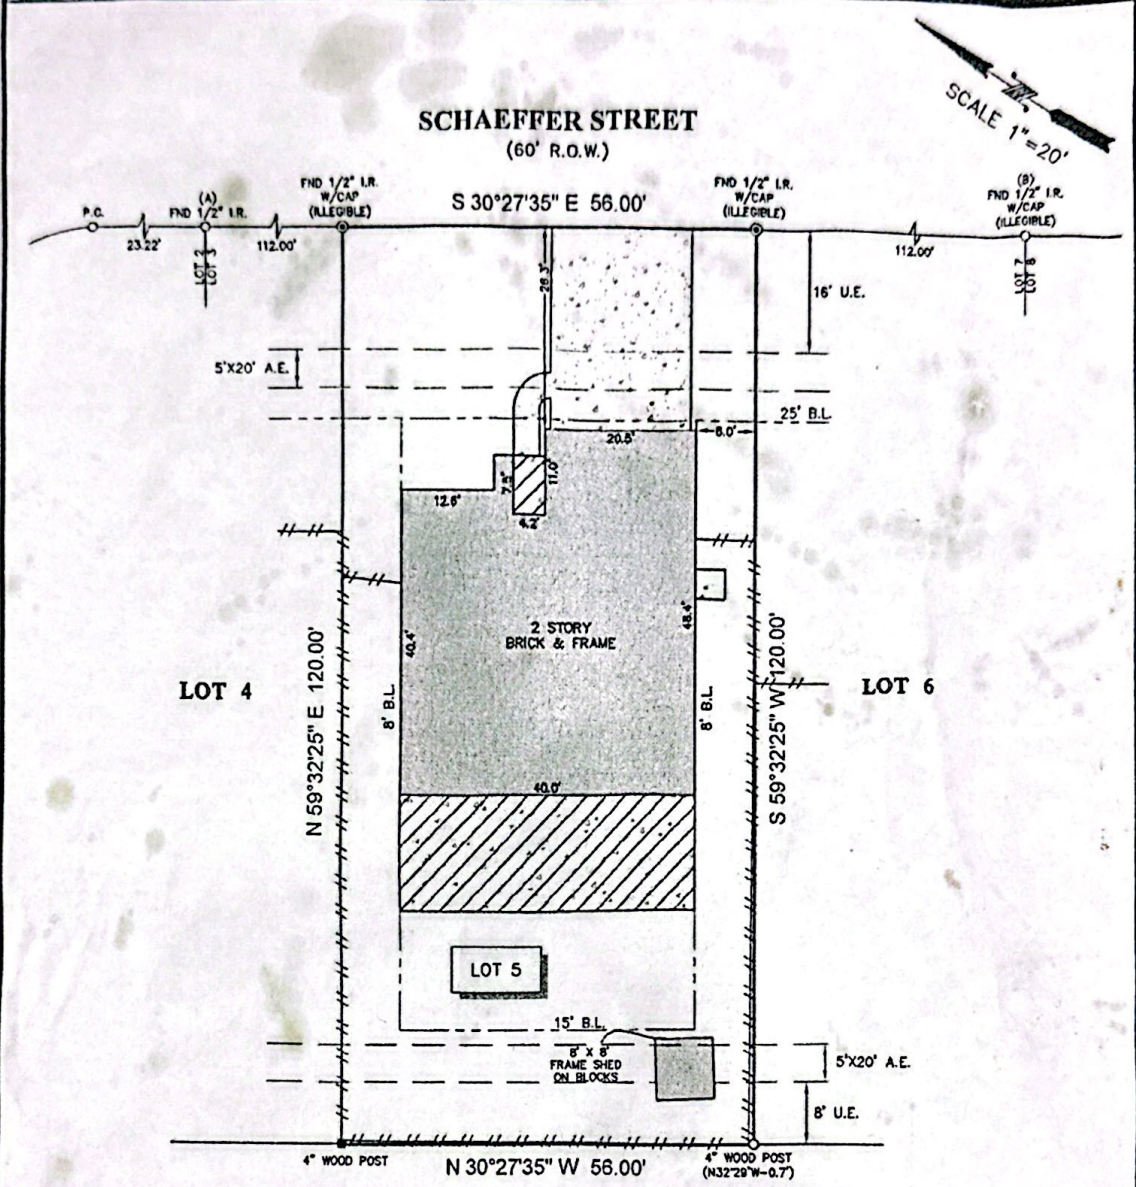 SCALE 1"=20'
SCHAEFFER STREET
(60' R.O.W.)
P.C.
(A)
FND 1/2" I.R.
FND 1/2" I.R.
W/CAP
(ILLEGIBLE)
S 30°27'35" E 56.00'
FND 1/2" I.R.
W/CAP
(ILLEGIBLE)
(B)
FND 1/2" I.R.
W/CAP
(ILLEGIBLE)
23.22'
112.00'
112.00'
LOT 2
LOT 3
LOT 7
LOT 8
26.3'
16' U.E.
5'X20' A.E.
25' B.L.
20.5'
8.0'
12.6'
7.5'
11.0'
4.2'
2 STORY
BRICK & FRAME
40.4'
48.4'
LOT 4
N 59°32'25" E 120.00'
8' B.L.
8' B.L.
S 59°32'25" W 120.00'
LOT 6
40.0'
LOT 5
15' B.L.
8' X 8'
FRAME SHED
ON BLOCKS
5'X20' A.E.
8' U.E.
4" WOOD POST
N 30°27'35" W 56.00'
4" WOOD POST
(N32°29'W-0.7')